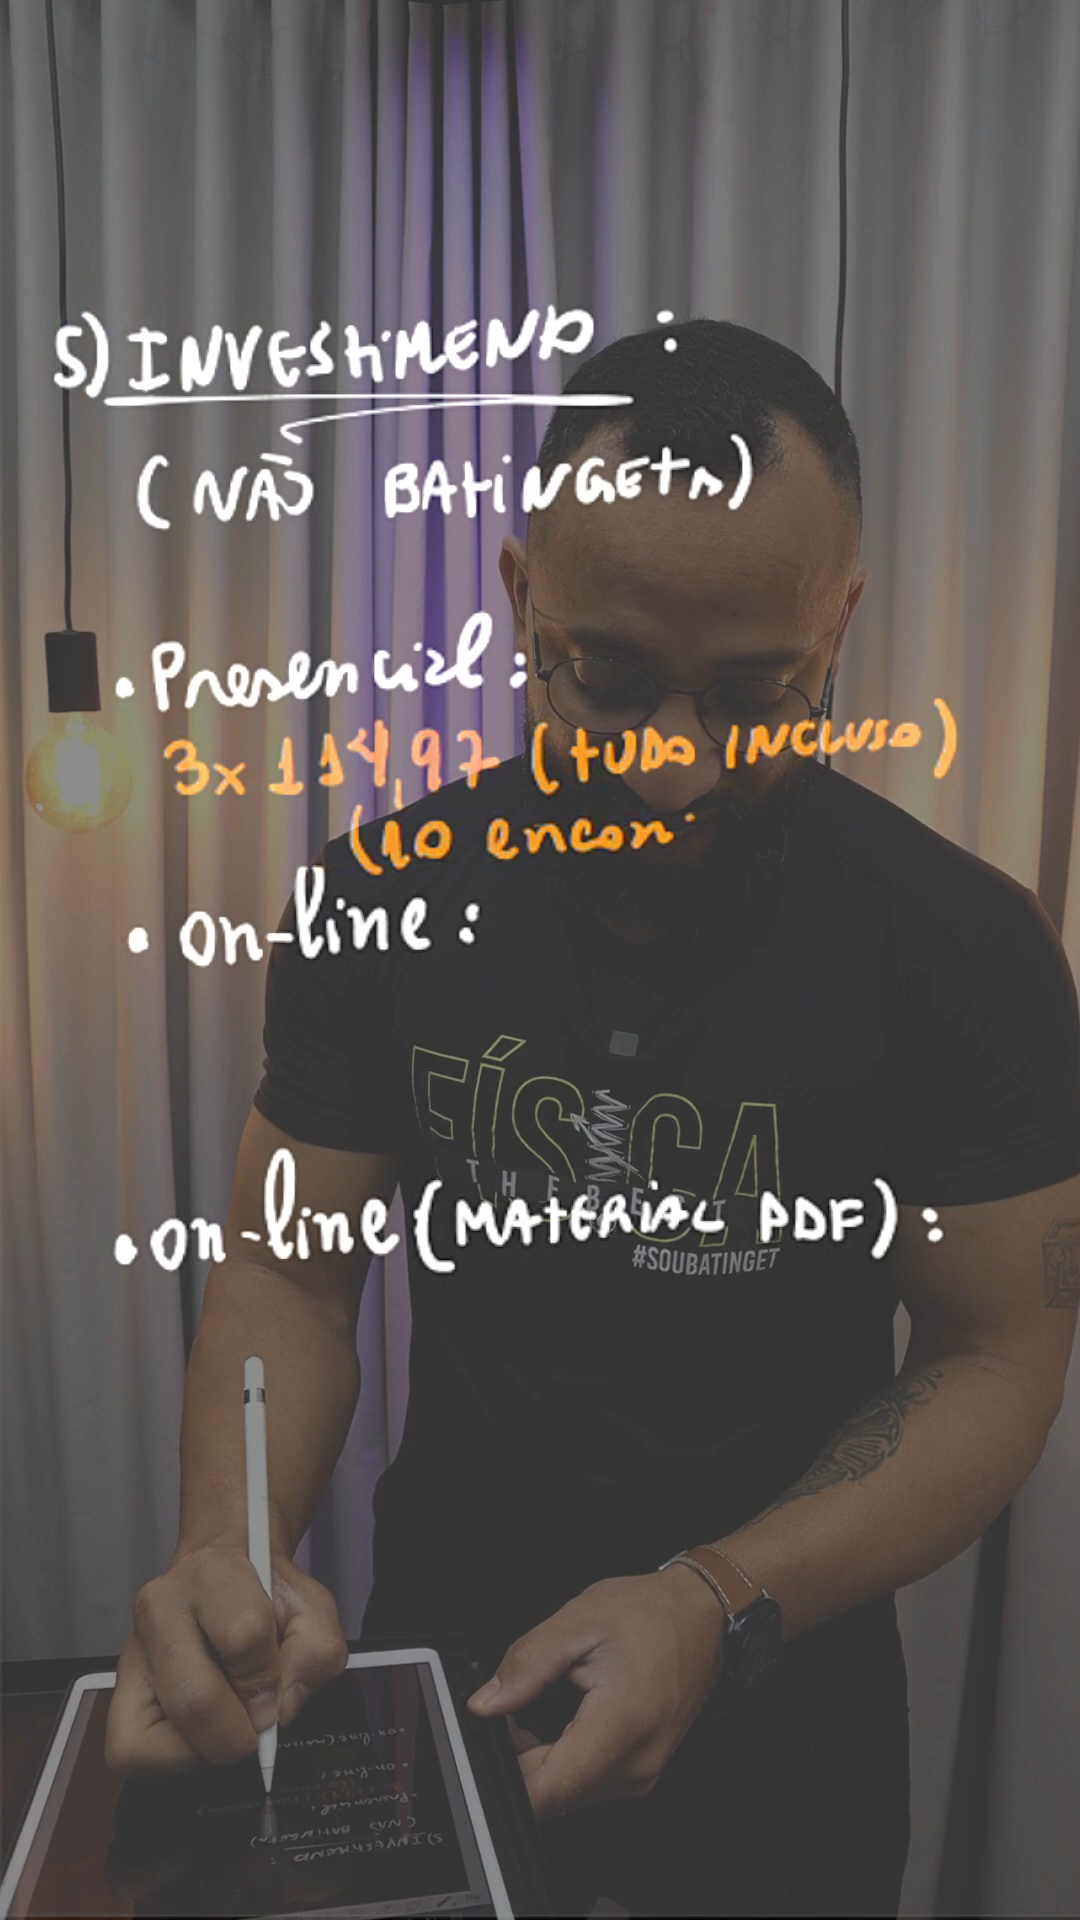 5) INVESTIMENTO :
(NÃO BATINGETA)
• Presencial :
3x 114,97 (TUDO INCLUSO)
(10 encon
• on-line :
FÍSICA
THE BEST
• on-line (MATERIAL PDF) :
#SOUBATINGET